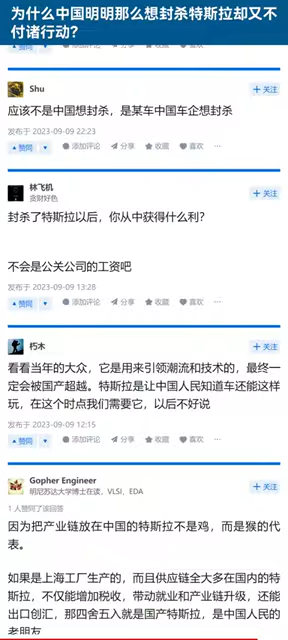 为什么中国明明那么想封杀特斯拉却又不
付诸行动？
赞同 添加评论 分享 收藏 喜欢 ...
Shu
+ 关注
应该不是中国想封杀，是某车中国车企想封杀
发布于 2023-09-09 22:23
赞同 添加评论 分享 收藏 喜欢 ...
林飞机
贪财好色
+ 关注
封杀了特斯拉以后，你从中获得什么利？
不会是公关公司的工资吧
发布于 2023-09-09 13:28
赞同 添加评论 分享 收藏 喜欢 ...
朽木
+ 关注
看看当年的大众，它是用来引领潮流和技术的，最终一
定会被国产超越。特斯拉是让中国人民知道车还能这样
玩，在这个时点我们需要它，以后不好说
发布于 2023-09-09 12:15
赞同 添加评论 分享 收藏 喜欢 ...
Gopher Engineer
明尼苏达大学博士在读，VLSI，EDA
+ 关注
1 人赞同了该回答
因为把产业链放在中国的特斯拉不是鸡，而是猴的代
表。
如果是上海工厂生产的，而且供应链全大多在国内的特
斯拉，不仅能增加税收，带动就业和产业链升级，还能
出口创汇，那四舍五入就是国产特斯拉，是中国人民的
老朋友